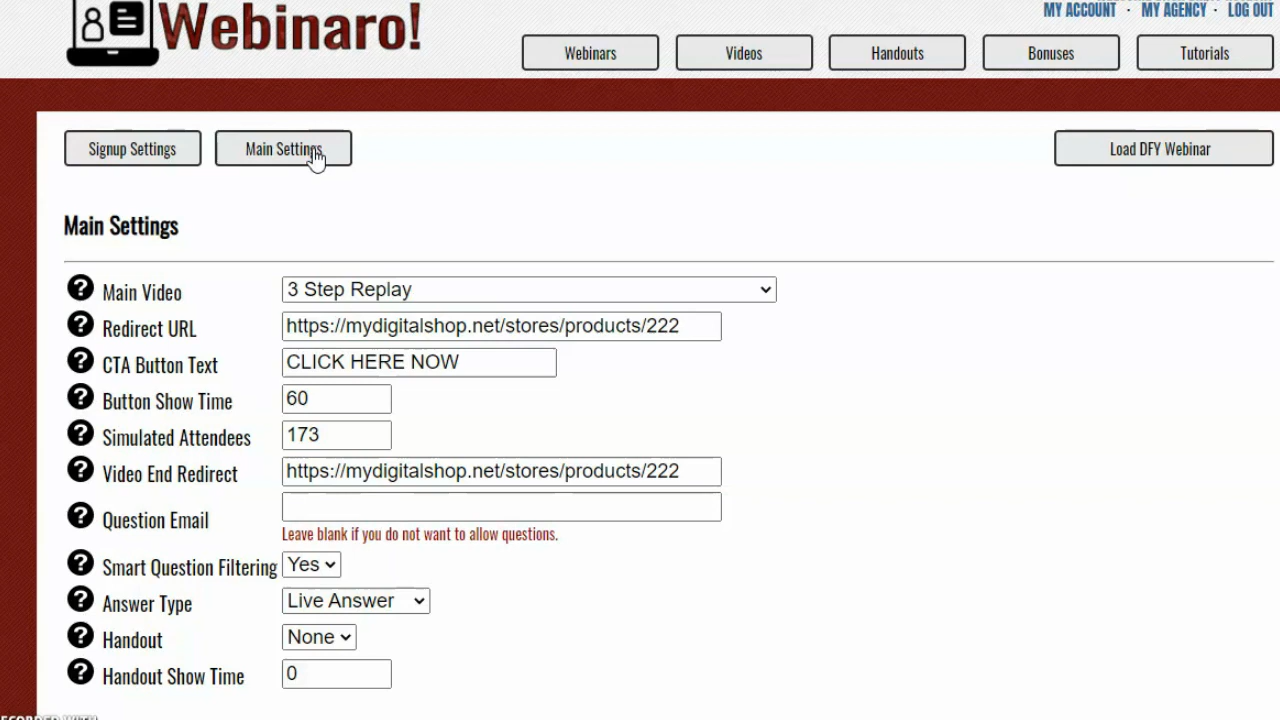 Webinaro!
MY ACCOUNT · MY AGENCY · LOG OUT
Webinars Videos Handouts Bonuses Tutorials
Signup Settings Main Settings Load DFY Webinar
Main Settings
? Main Video 3 Step Replay
? Redirect URL https://mydigitalshop.net/stores/products/222
? CTA Button Text CLICK HERE NOW
? Button Show Time 60
? Simulated Attendees 173
? Video End Redirect https://mydigitalshop.net/stores/products/222
? Question Email
Leave blank if you do not want to allow questions.
? Smart Question Filtering Yes
? Answer Type Live Answer
? Handout None
? Handout Show Time 0
RECORDED WITH